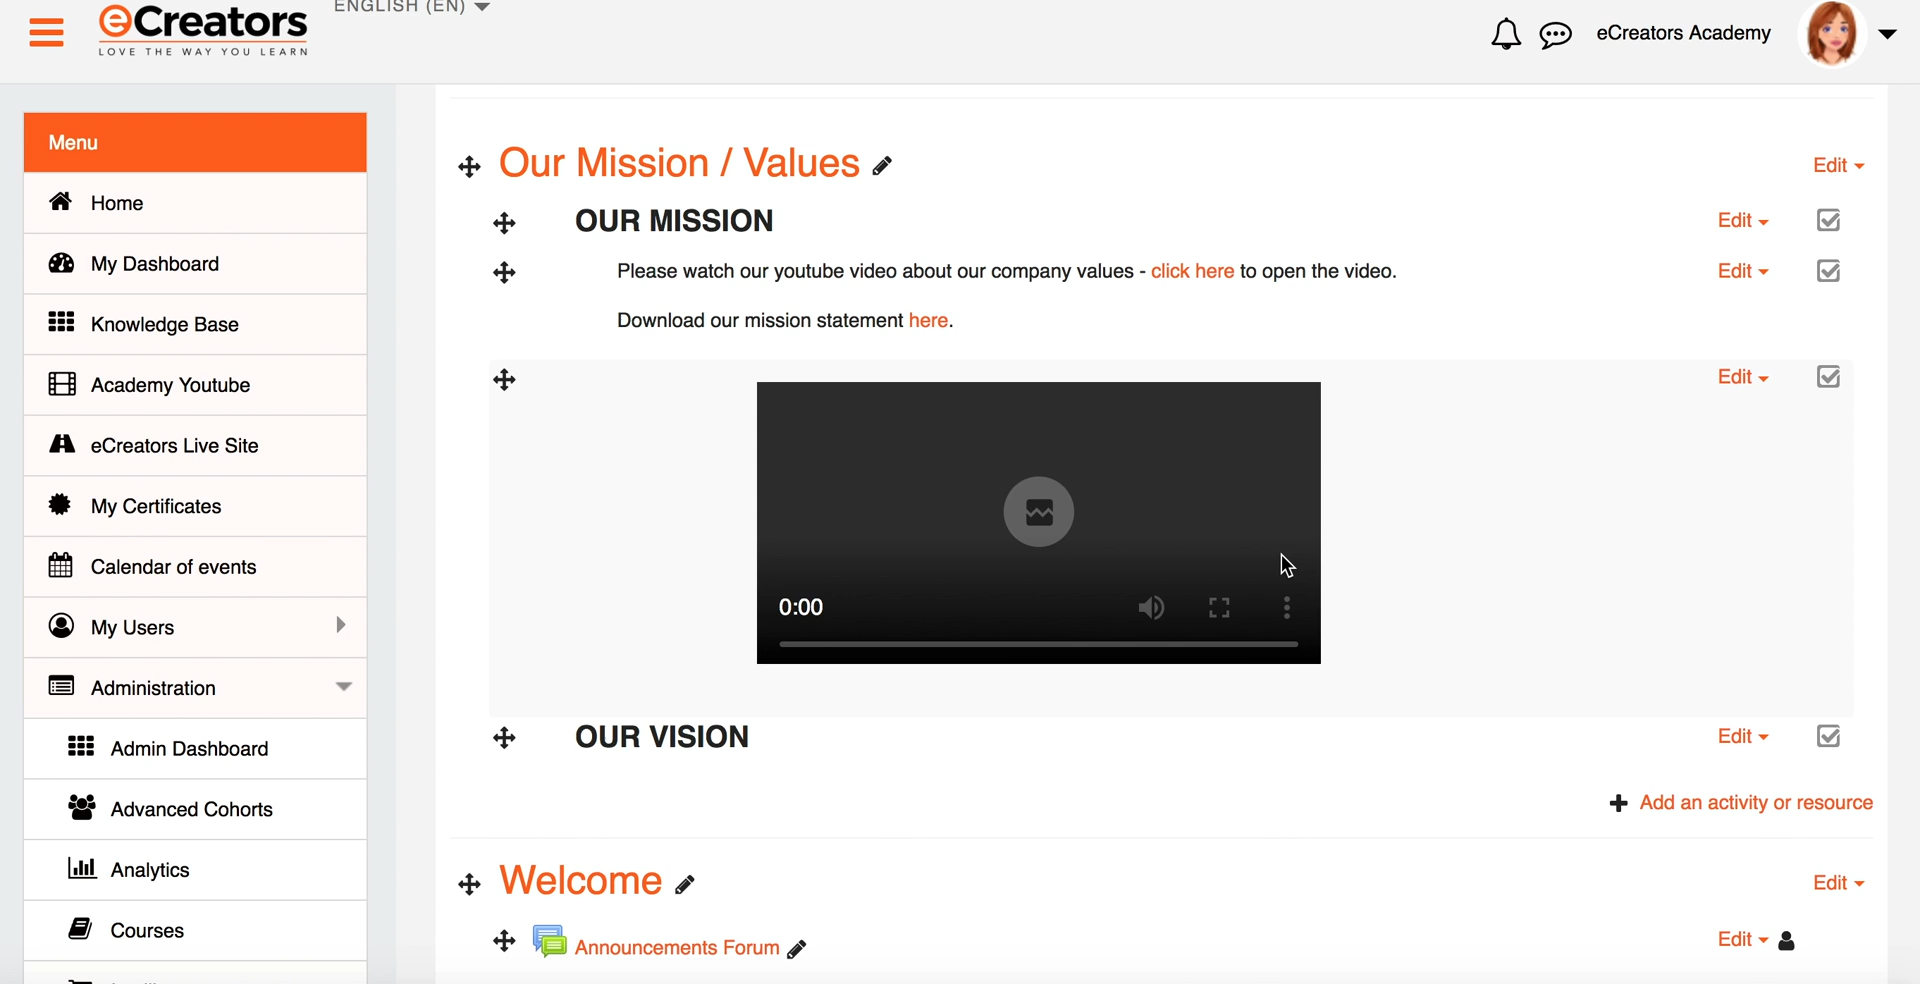 ENGLISH (EN)
eCreators
LOVE THE WAY YOU LEARN
eCreators Academy
Menu
Home
My Dashboard
Knowledge Base
Academy Youtube
eCreators Live Site
My Certificates
Calendar of events
My Users
Administration
Admin Dashboard
Advanced Cohorts
Analytics
Courses
Our Mission / Values
Edit
OUR MISSION
Edit
Please watch our youtube video about our company values - click here to open the video.
Edit
Download our mission statement here.
Edit
0:00
OUR VISION
Edit
Add an activity or resource
Welcome
Edit
Announcements Forum
Edit